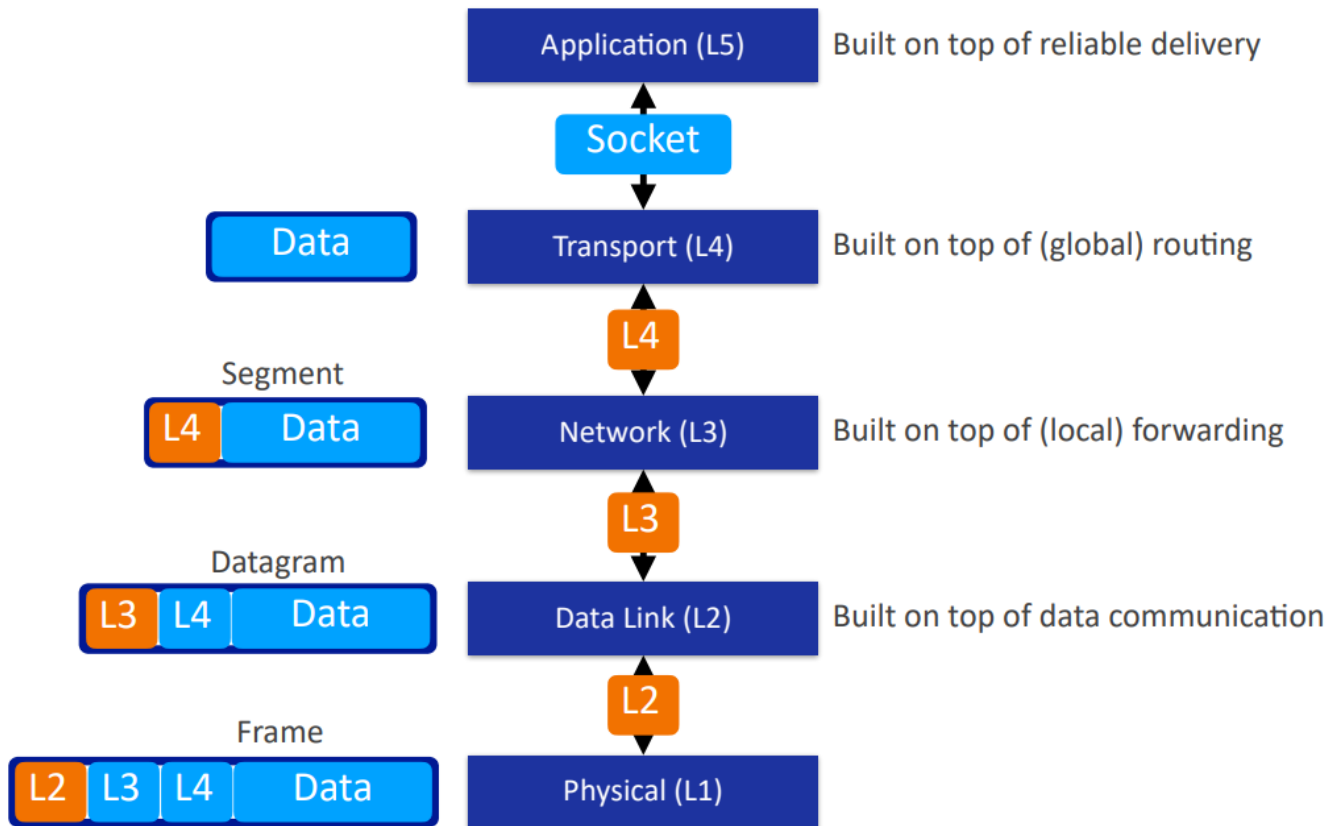 Application (L5)
Built on top of reliable delivery
Socket
Data
Transport (L4)
Built on top of (global) routing
L4
Segment
L4 Data
Network (L3)
Built on top of (local) forwarding
L3
Datagram
L3 L4 Data
Data Link (L2)
Built on top of data communication
L2
Frame
L2 L3 L4 Data
Physical (L1)